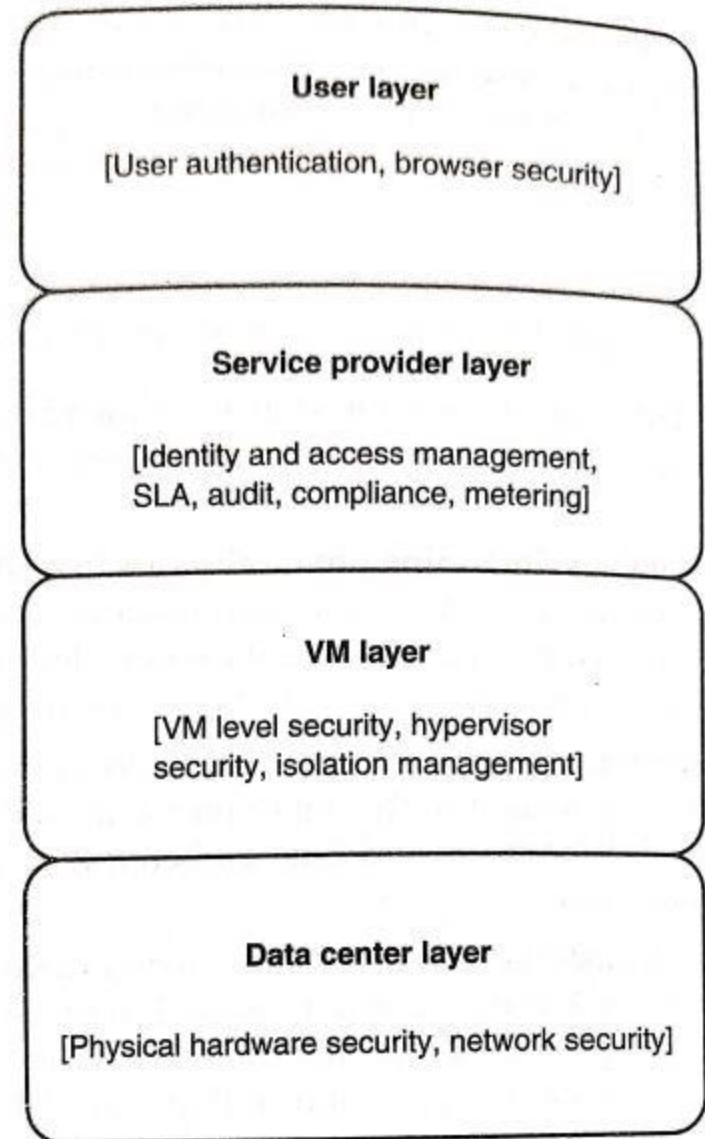 User layer
[User authentication, browser security]
Service provider layer
[Identity and access management,
SLA, audit, compliance, metering]
VM layer
[VM level security, hypervisor
security, isolation management]
Data center layer
[Physical hardware security, network security]